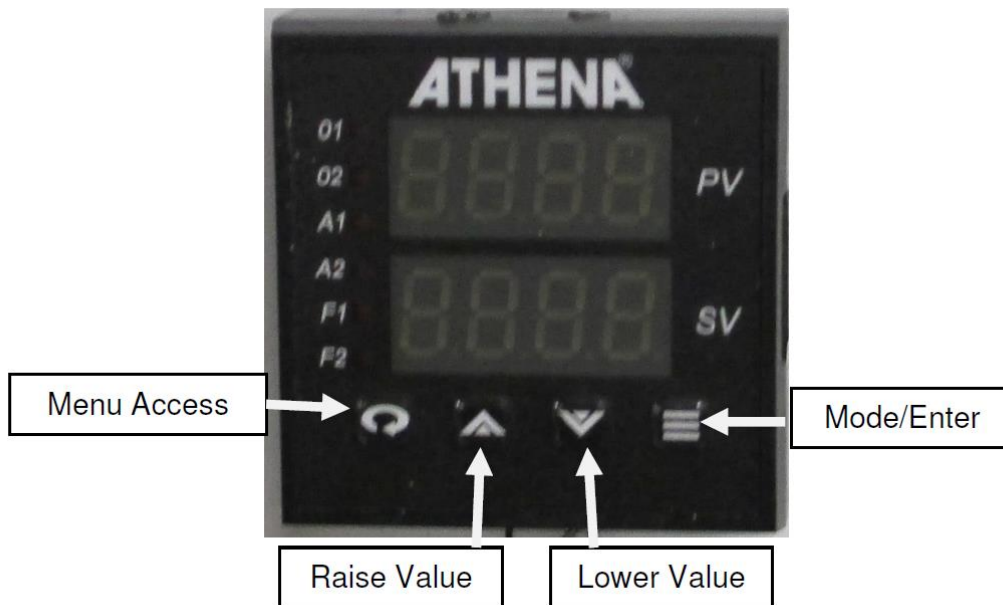 ATHENA®
01
02
A1
A2
F1
F2
PV
SV
Menu Access
Mode/Enter
Raise Value
Lower Value